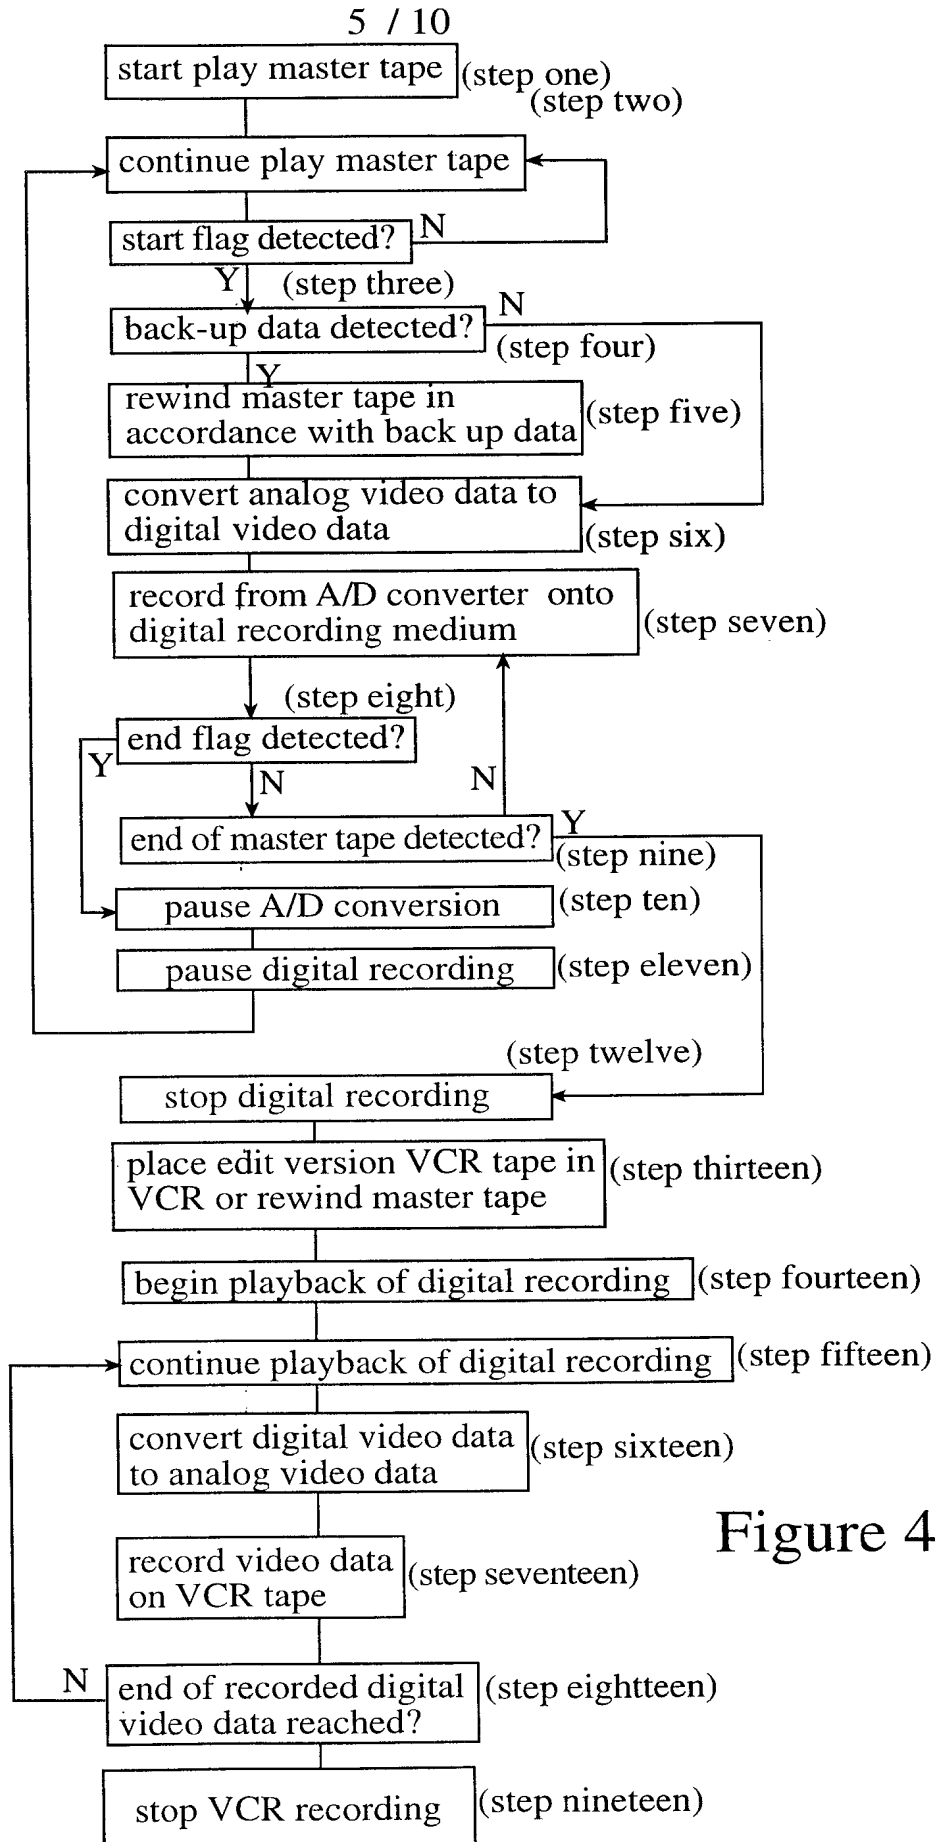 5 / 10
start play master tape
(step one)
(step two)
continue play master tape
start flag detected?
N
Y
(step three)
back-up data detected?
N
(step four)
Y
rewind master tape in
accordance with back up data
(step five)
convert analog video data to
digital video data
(step six)
record from A/D converter onto
digital recording medium
(step seven)
(step eight)
end flag detected?
Y
N
N
end of master tape detected?
Y
(step nine)
pause A/D conversion
(step ten)
pause digital recording
(step eleven)
(step twelve)
stop digital recording
place edit version VCR tape in
VCR or rewind master tape
(step thirteen)
begin playback of digital recording
(step fourteen)
continue playback of digital recording
(step fifteen)
convert digital video data
to analog video data
(step sixteen)
Figure 4
record video data
on VCR tape
(step seventeen)
N
end of recorded digital
video data reached?
(step eightteen)
stop VCR recording
(step nineteen)